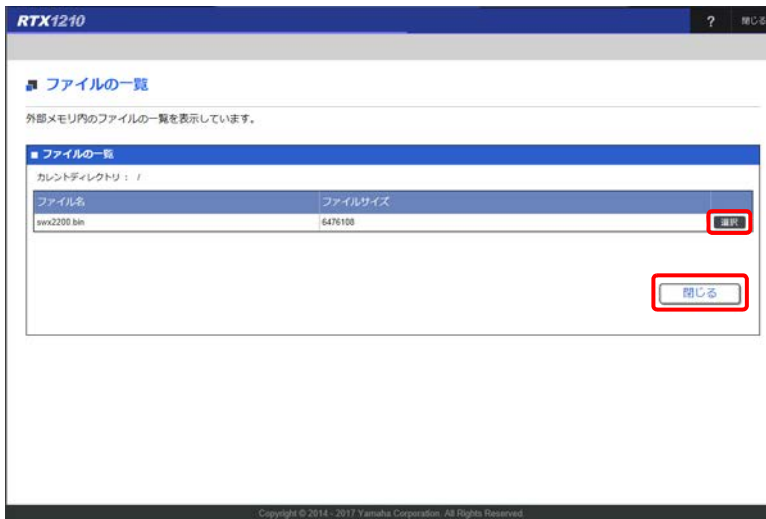 RTX1210 ? 閉じる
ファイルの一覧
外部メモリ内のファイルの一覧を表示しています。
■ ファイルの一覧
カレントディレクトリ： /
ファイル名 ファイルサイズ
swx2200.bin 6476108 選択
閉じる
Copyright © 2014 - 2017 Yamaha Corporation. All Rights Reserved.